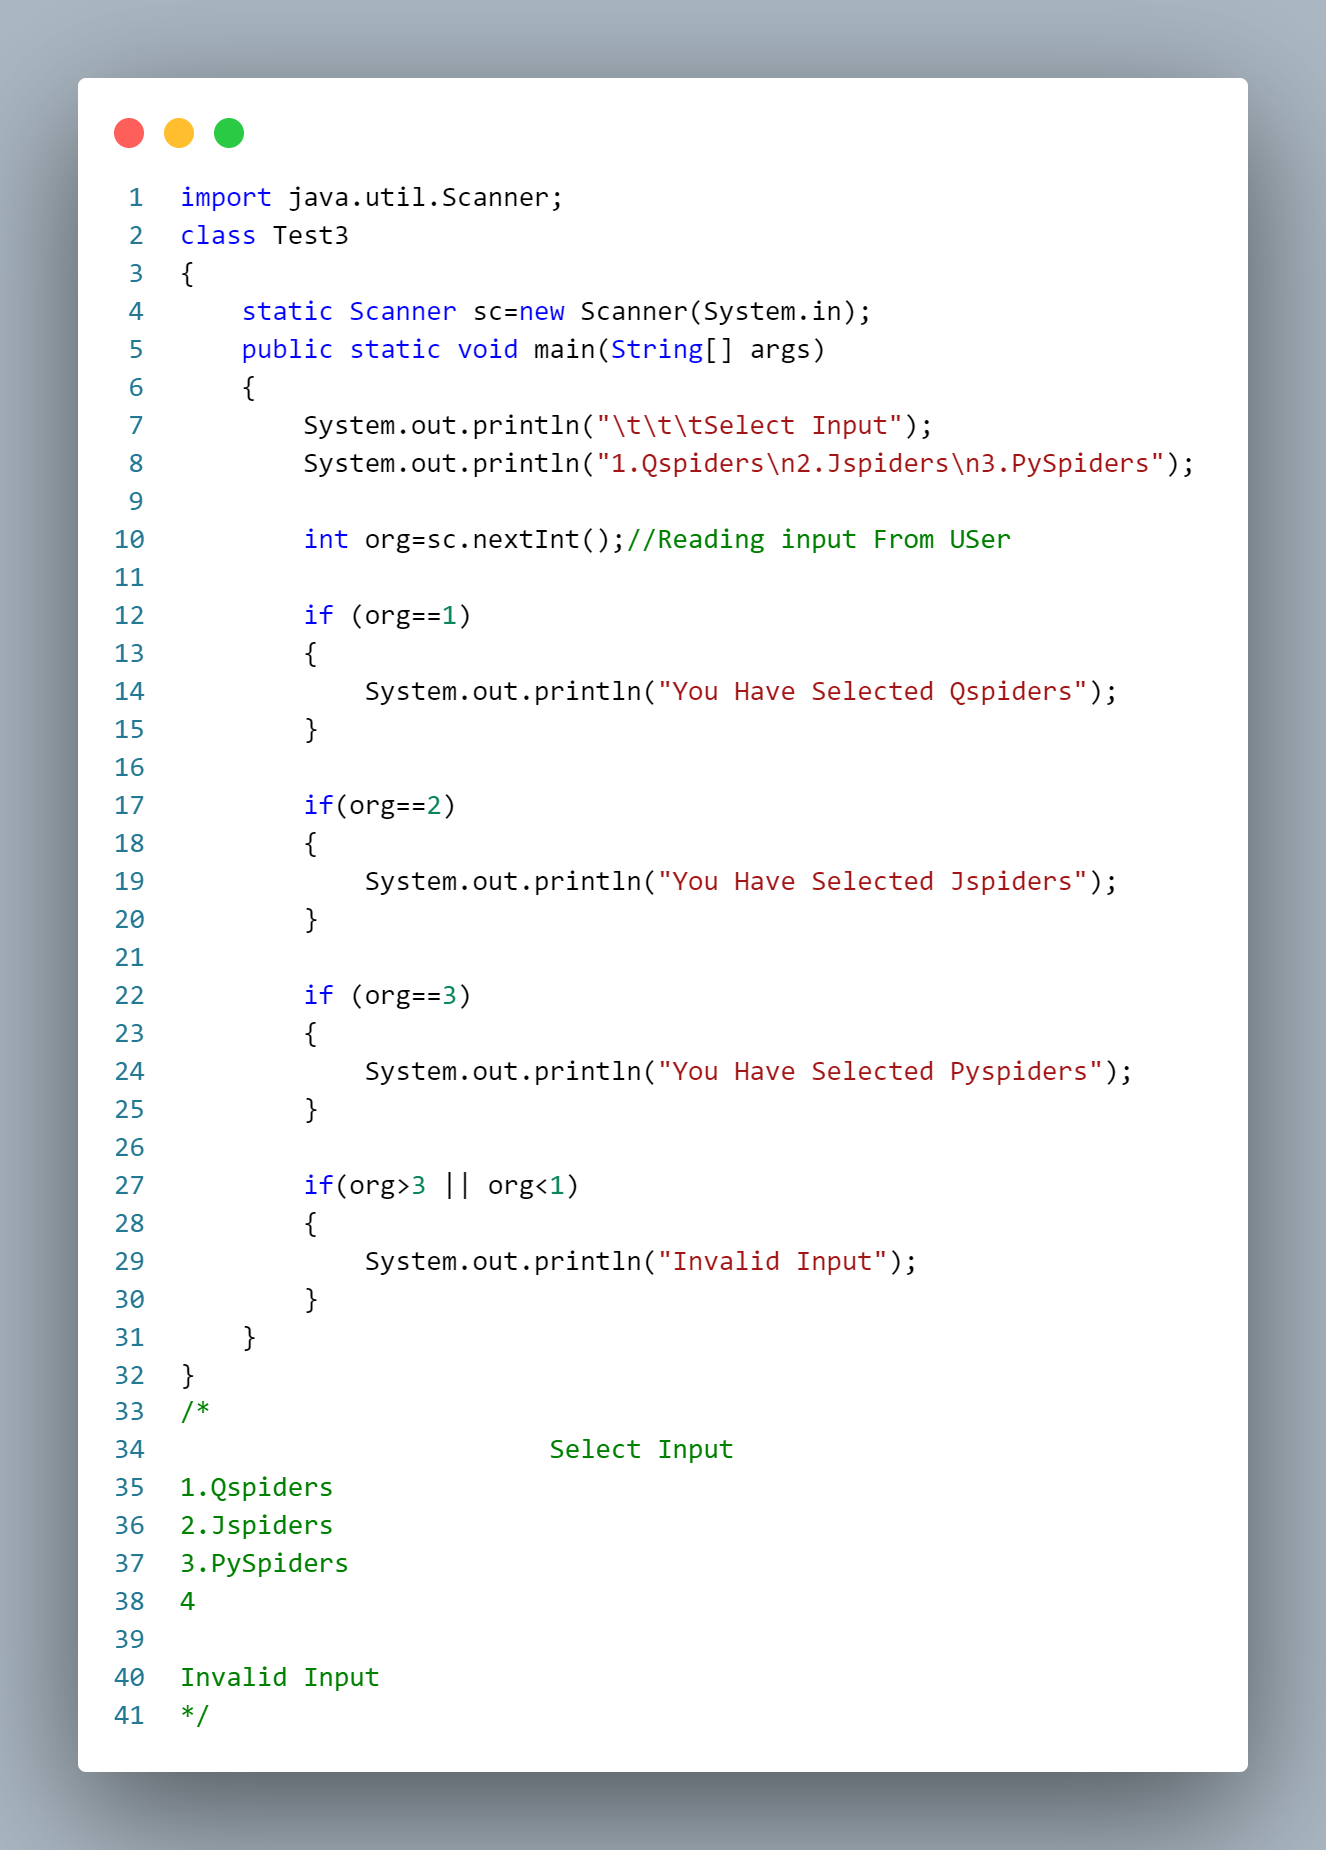 1 import java.util.Scanner;
2 class Test3
3 {
4     static Scanner sc=new Scanner(System.in);
5     public static void main(String[] args)
6     {
7         System.out.println("\t\t\tSelect Input");
8         System.out.println("1.Qspiders\n2.Jspiders\n3.PySpiders");
9
10         int org=sc.nextInt();//Reading input From USer
11
12         if (org==1)
13         {
14             System.out.println("You Have Selected Qspiders");
15         }
16
17         if(org==2)
18         {
19             System.out.println("You Have Selected Jspiders");
20         }
21
22         if (org==3)
23         {
24             System.out.println("You Have Selected Pyspiders");
25         }
26
27         if(org>3 || org<1)
28         {
29             System.out.println("Invalid Input");
30         }
31     }
32 }
33 /*
34                         Select Input
35 1.Qspiders
36 2.Jspiders
37 3.PySpiders
38 4
39
40 Invalid Input
41 */